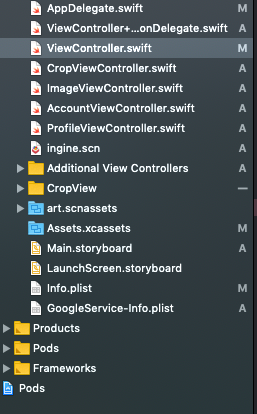 AppDelegate.swift M
ViewController+...onDelegate.swift A
ViewController.swift M
CropViewController.swift A
ImageViewController.swift A
AccountViewController.swift A
ProfileViewController.swift A
ingine.scn A
Additional View Controllers A
CropView —
art.scnassets A
Assets.xcassets M
Main.storyboard A
LaunchScreen.storyboard
Info.plist M
GoogleService-Info.plist A
Products
Pods
Frameworks
Pods